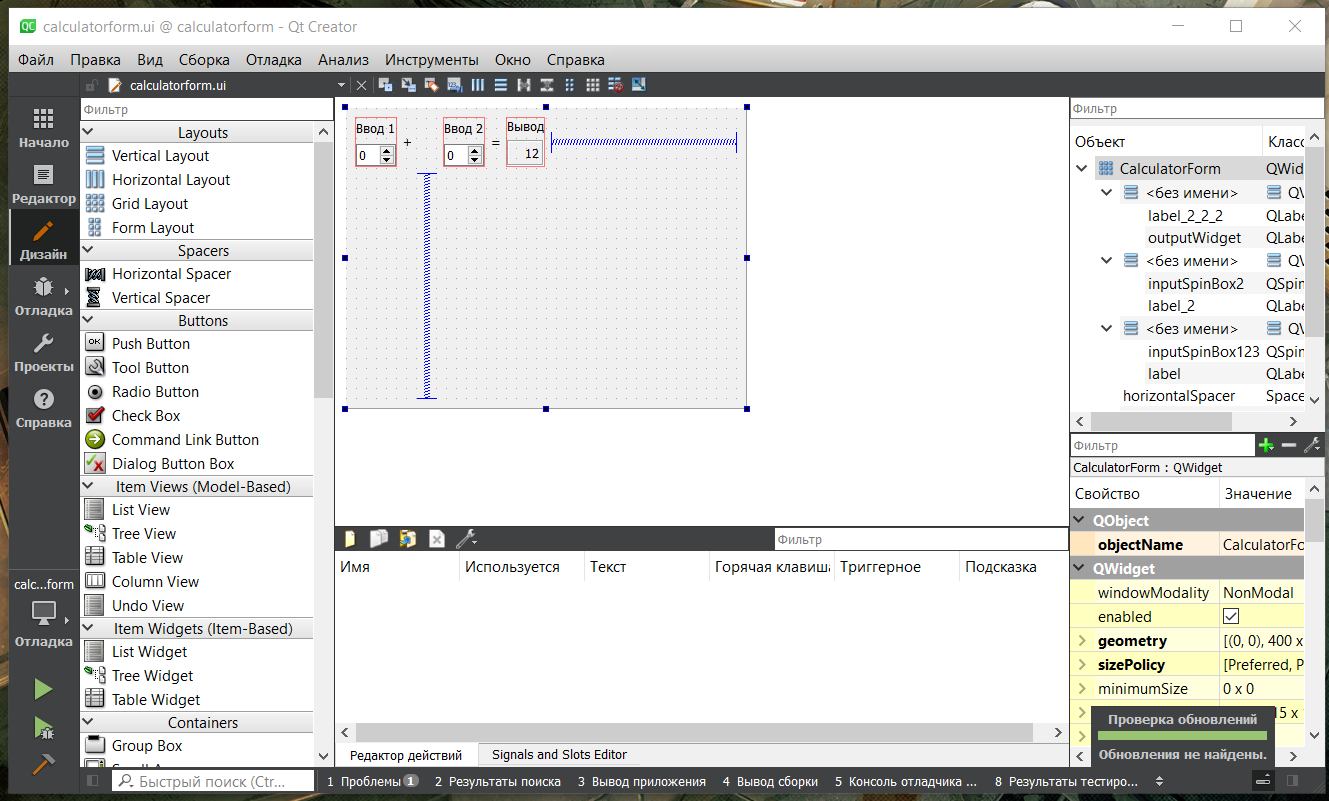 calculatorform.ui @ calculatorform - Qt Creator
Файл Правка Вид Сборка Отладка Анализ Инструменты Окно Справка
calculatorform.ui
Начало
Редактор
Дизайн
Отладка
Проекты
Справка
calc...form
Отладка
Фильтр
Layouts
Vertical Layout
Horizontal Layout
Grid Layout
Form Layout
Spacers
Horizontal Spacer
Vertical Spacer
Buttons
OK Push Button
Tool Button
Radio Button
Check Box
Command Link Button
Dialog Button Box
Item Views (Model-Based)
List View
Tree View
Table View
Column View
Undo View
Item Widgets (Item-Based)
List Widget
Tree Widget
Table Widget
Containers
Group Box
Ввод 1 Ввод 2 Вывод
0 + 0 = 12
Фильтр
Имя Используется Текст Горячая клавиша Триггерное Подсказка
Редактор действий Signals and Slots Editor
Фильтр
Объект Класс
CalculatorForm QWid
<без имени> QV
label_2_2_2 QLabe
outputWidget QLabe
<без имени> QV
inputSpinBox2 QSpin
label_2 QLabe
<без имени> QV
inputSpinBox123 QSpin
label QLabe
horizontalSpacer Space
Фильтр
CalculatorForm : QWidget
Свойство Значение
QObject
objectName CalculatorFo
QWidget
windowModality NonModal
enabled
geometry [(0, 0), 400 x
sizePolicy [Preferred, P
minimumSize 0 x 0
15 x
Проверка обновлений
Обновления не найдены.
Быстрый поиск (Ctr... 1 Проблемы 1 2 Результаты поиска 3 Вывод приложения 4 Вывод сборки 5 Консоль отладчика ... 8 Результаты тестиро...